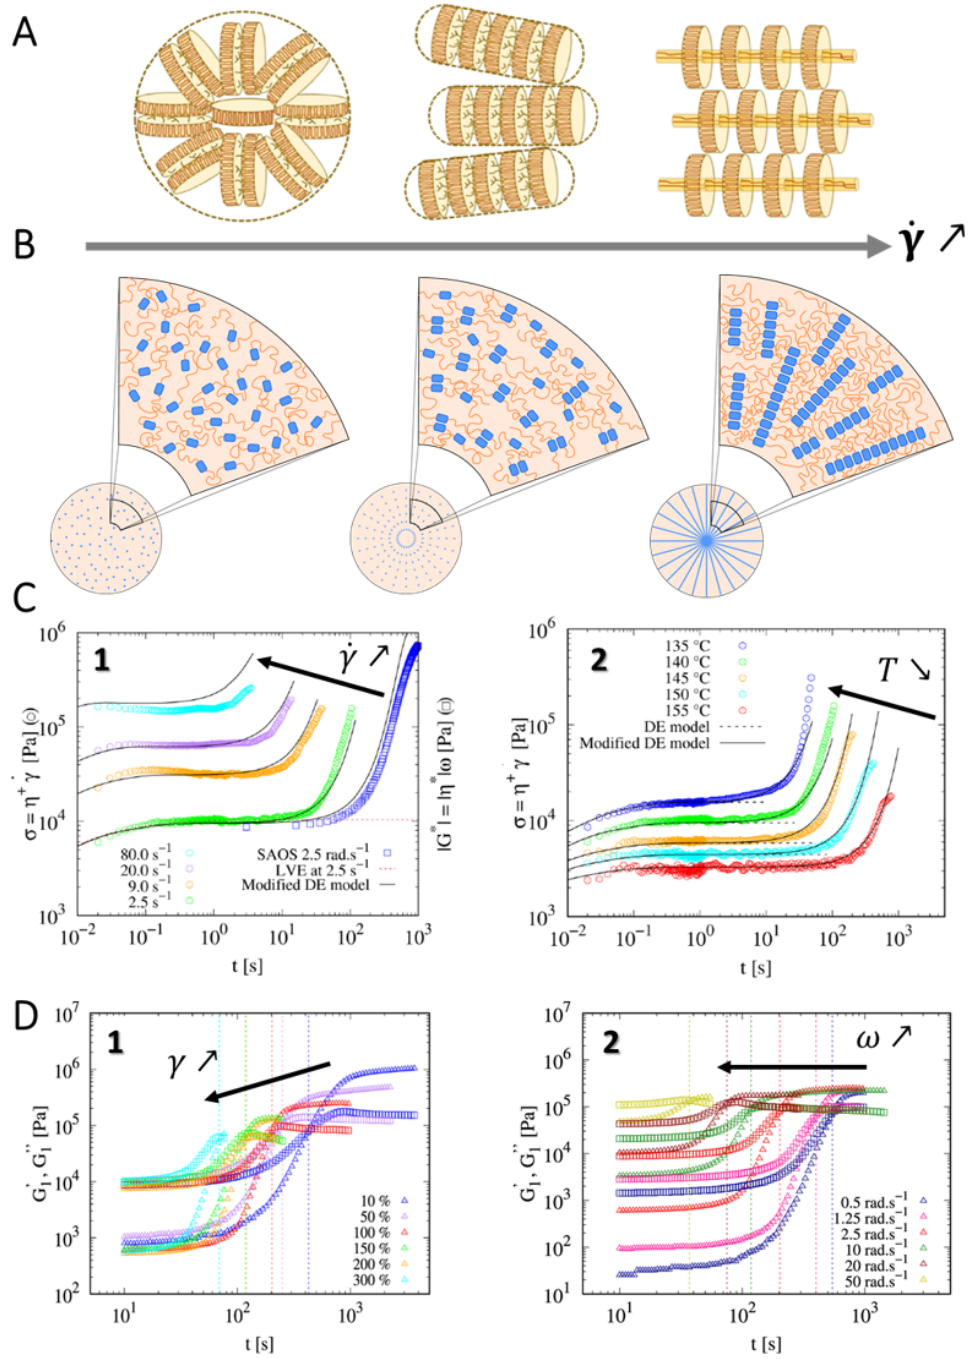 A
B
γ̇ ↗
C
1
γ̇ ↗
10⁶
10⁵
10⁴
10³
σ = η⁺ γ̇ [Pa] (○)
|G*| = |η*|ω [Pa] (□)
80.0 s⁻¹
20.0 s⁻¹
9.0 s⁻¹
2.5 s⁻¹
SAOS 2.5 rad.s⁻¹
LVE at 2.5 s⁻¹
Modified DE model
10⁻² 10⁻¹ 10⁰ 10¹ 10² 10³
t [s]
2
T ↘
10⁶
10⁵
10⁴
10³
σ = η⁺ γ̇ [Pa]
135 °C
140 °C
145 °C
150 °C
155 °C
DE model
Modified DE model
10⁻² 10⁻¹ 10⁰ 10¹ 10² 10³
t [s]
D
1
γ ↗
10⁷
10⁶
10⁵
10⁴
10³
10²
G₁', G₁'' [Pa]
10 %
50 %
100 %
150 %
200 %
300 %
10¹ 10² 10³
t [s]
2
ω ↗
10⁷
10⁶
10⁵
10⁴
10³
10²
10¹
G₁', G₁'' [Pa]
0.5 rad.s⁻¹
1.25 rad.s⁻¹
2.5 rad.s⁻¹
10 rad.s⁻¹
20 rad.s⁻¹
50 rad.s⁻¹
10¹ 10² 10³
t [s]